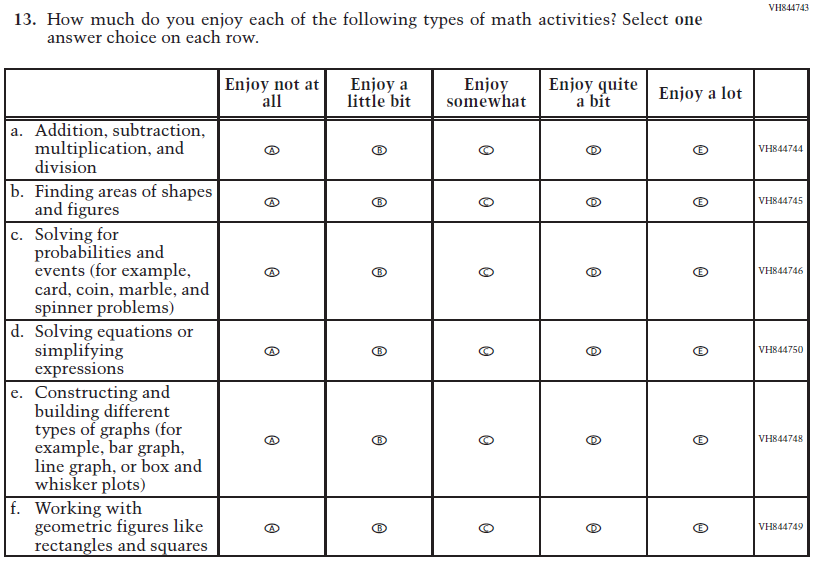 VH844743
13. How much do you enjoy each of the following types of math activities? Select one
answer choice on each row.
Enjoy not at all Enjoy a little bit Enjoy somewhat Enjoy quite a bit Enjoy a lot
a. Addition, subtraction,
multiplication, and
division
A B C D E VH844744
b. Finding areas of shapes
and figures
A B C D E VH844745
c. Solving for
probabilities and
events (for example,
card, coin, marble, and
spinner problems)
A B C D E VH844746
d. Solving equations or
simplifying
expressions
A B C D E VH844750
e. Constructing and
building different
types of graphs (for
example, bar graph,
line graph, or box and
whisker plots)
A B C D E VH844748
f. Working with
geometric figures like
rectangles and squares
A B C D E VH844749